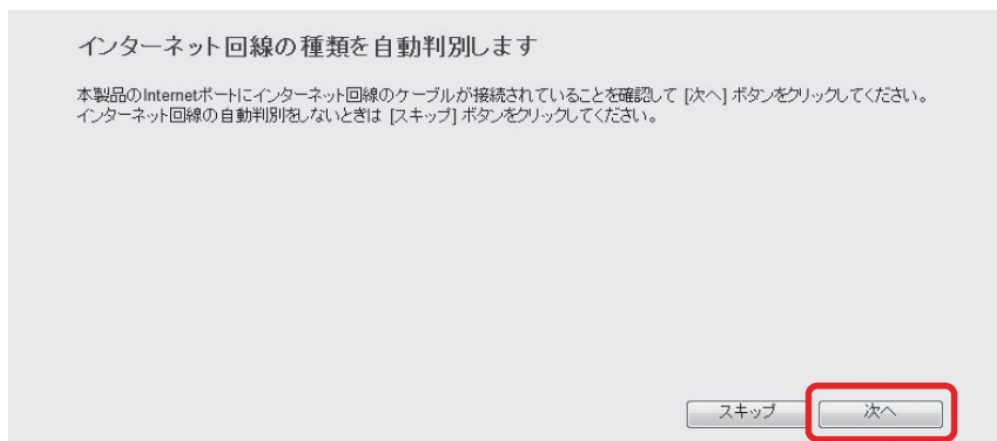 インターネット回線の種類を自動判別します
本製品のInternetポートにインターネット回線のケーブルが接続されていることを確認して [次へ] ボタンをクリックしてください。
インターネット回線の自動判別をしないときは [スキップ] ボタンをクリックしてください。
スキップ 次へ